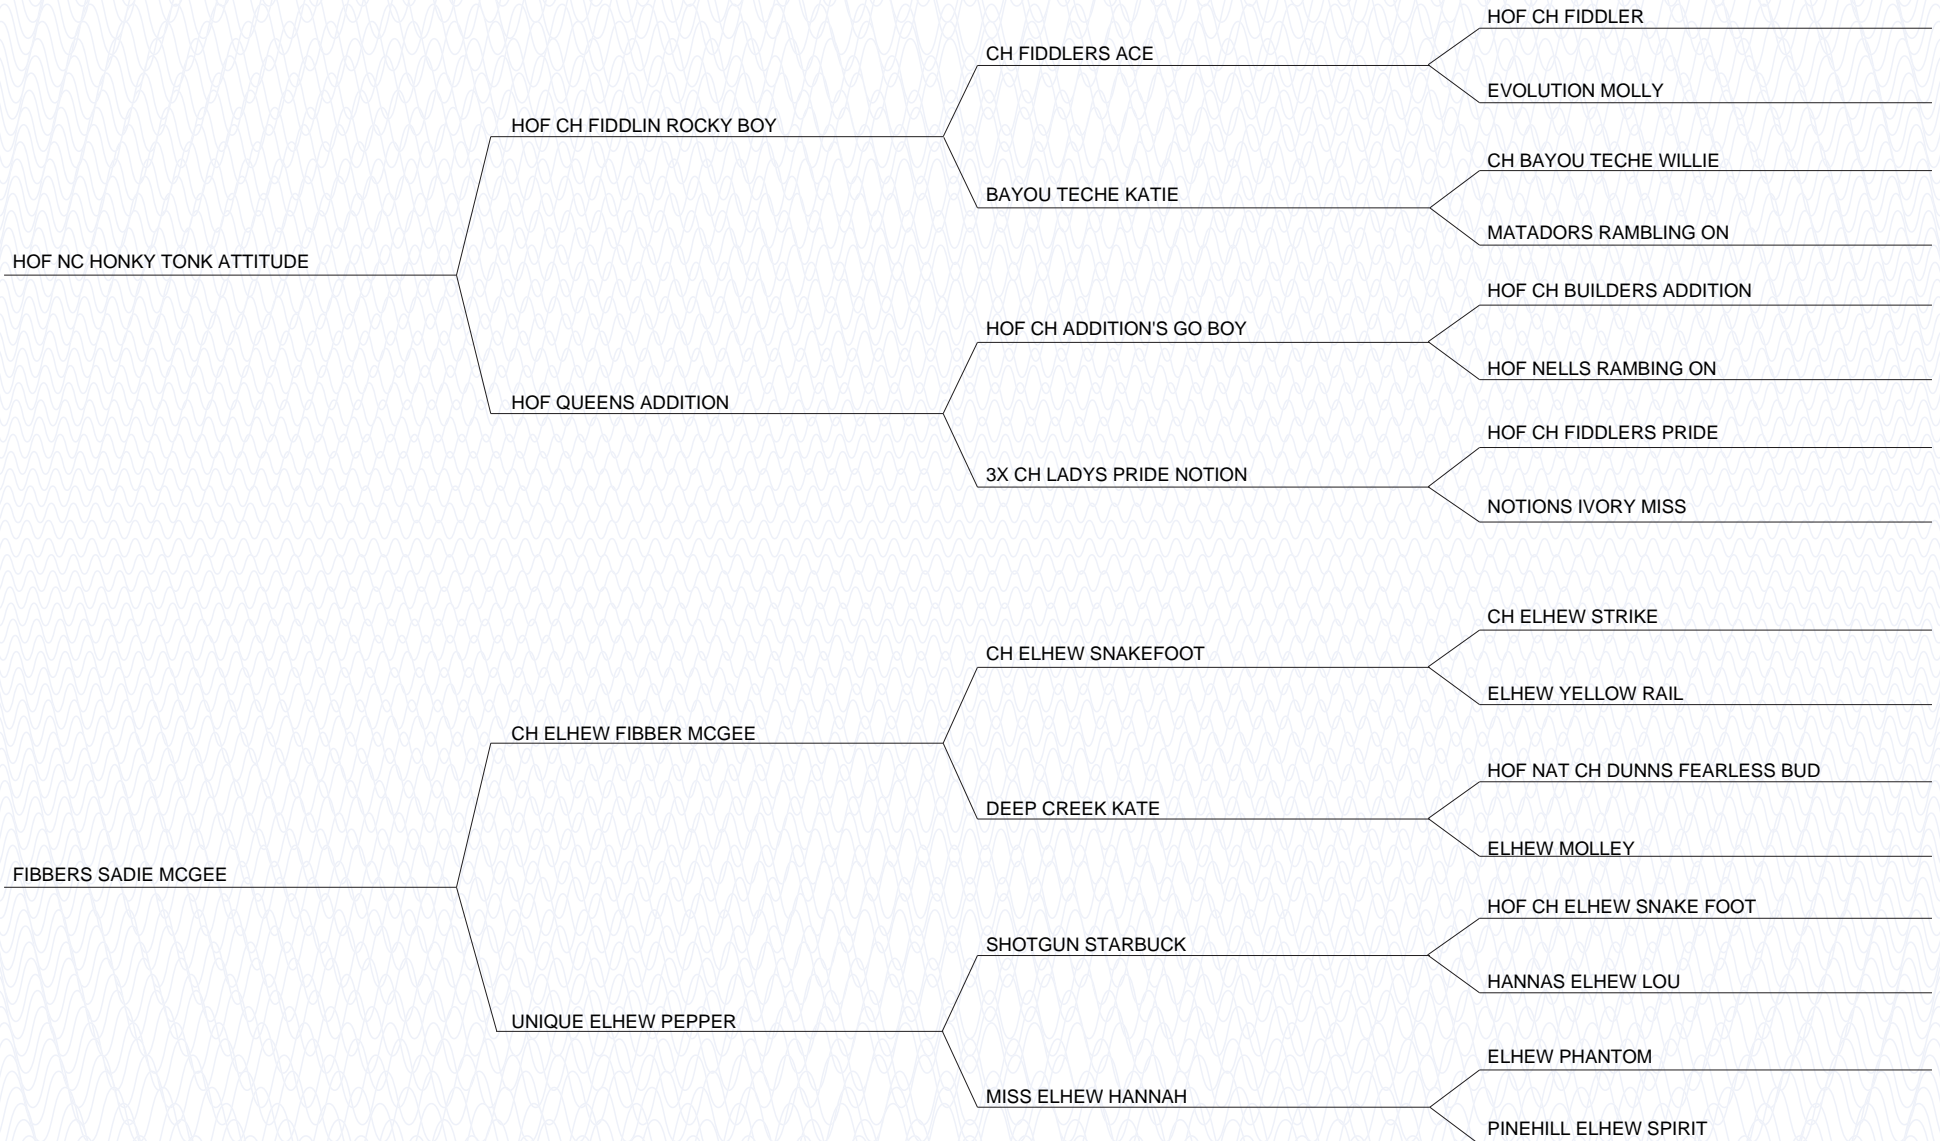 HOF CH FIDDLER
CH FIDDLERS ACE
EVOLUTION MOLLY
HOF CH FIDDLIN ROCKY BOY
CH BAYOU TECHE WILLIE
BAYOU TECHE KATIE
MATADORS RAMBLING ON
HOF NC HONKY TONK ATTITUDE
HOF CH BUILDERS ADDITION
HOF CH ADDITION'S GO BOY
HOF NELLS RAMBING ON
HOF QUEENS ADDITION
HOF CH FIDDLERS PRIDE
3X CH LADYS PRIDE NOTION
NOTIONS IVORY MISS
CH ELHEW STRIKE
CH ELHEW SNAKEFOOT
ELHEW YELLOW RAIL
CH ELHEW FIBBER MCGEE
HOF NAT CH DUNNS FEARLESS BUD
DEEP CREEK KATE
ELHEW MOLLEY
FIBBERS SADIE MCGEE
HOF CH ELHEW SNAKE FOOT
SHOTGUN STARBUCK
HANNAS ELHEW LOU
UNIQUE ELHEW PEPPER
ELHEW PHANTOM
MISS ELHEW HANNAH
PINEHILL ELHEW SPIRIT